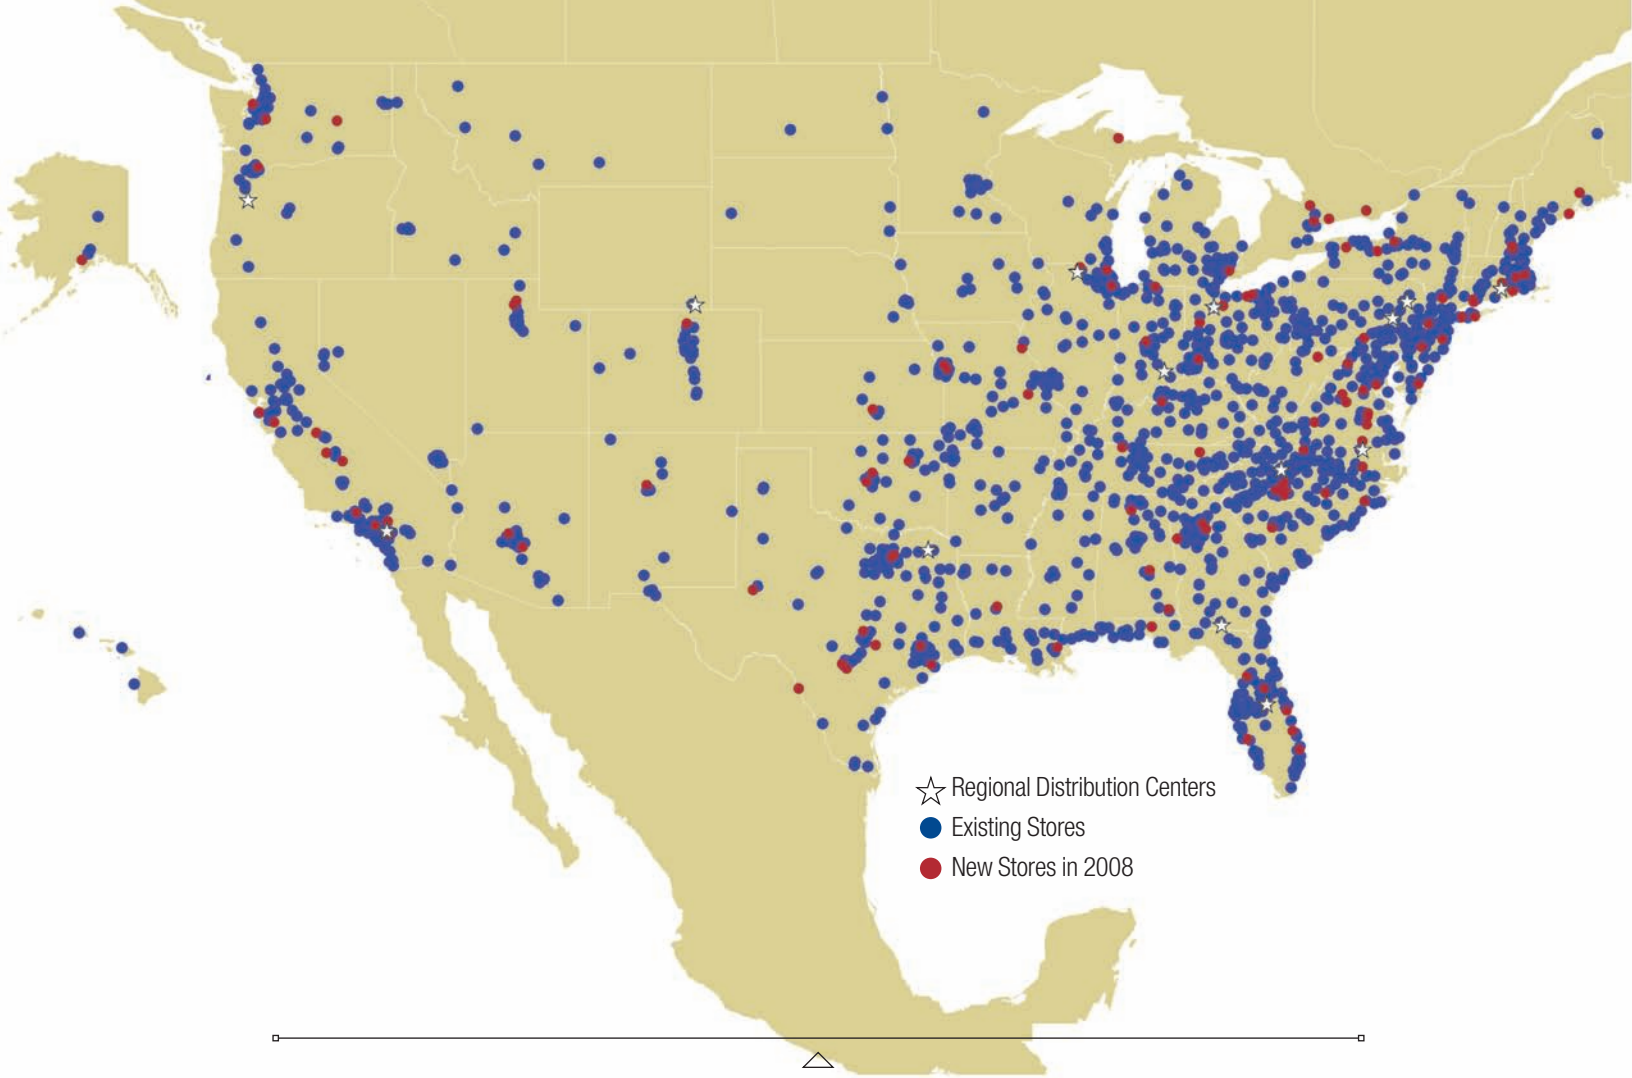 Regional Distribution Centers
Existing Stores
New Stores in 2008